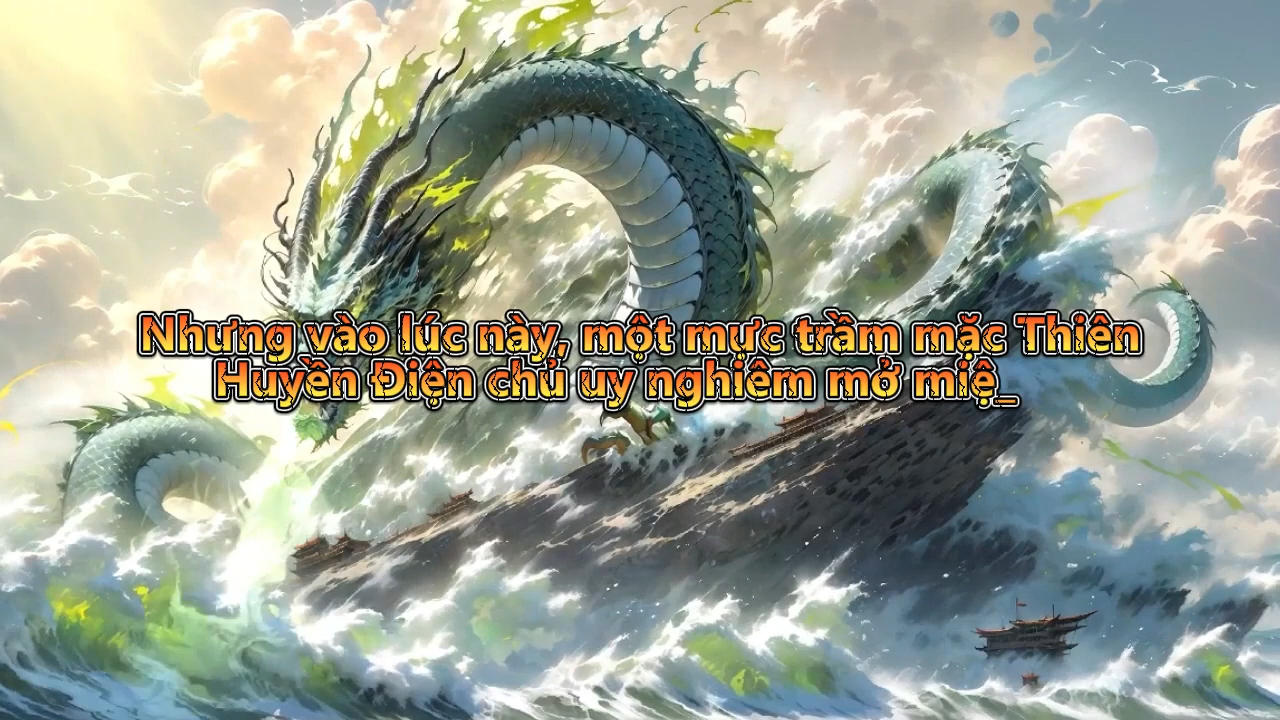 Nhưng vào lúc này, một mực trầm mặc Thiên
Huyền Điện chủ uy nghiêm mở miệ_